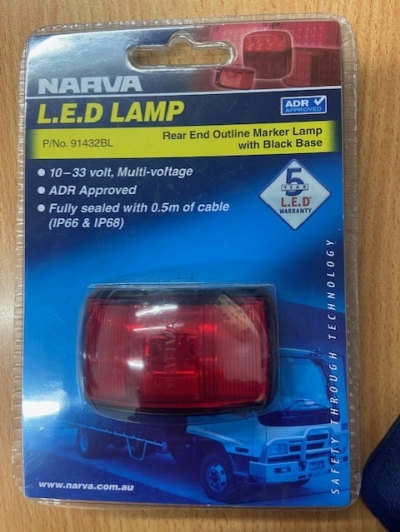 NARVA
L.E.D LAMP
P/No. 91432BL
ADR
APPROVED
Rear End Outline Marker Lamp
with Black Base
• 10–33 volt, Multi-voltage
• ADR Approved
• Fully sealed with 0.5m of cable
(IP66 & IP68)
5
YEAR
L.E.D
WARRANTY
NARVA
SAFETY THROUGH TECHNOLOGY
www.narva.com.au